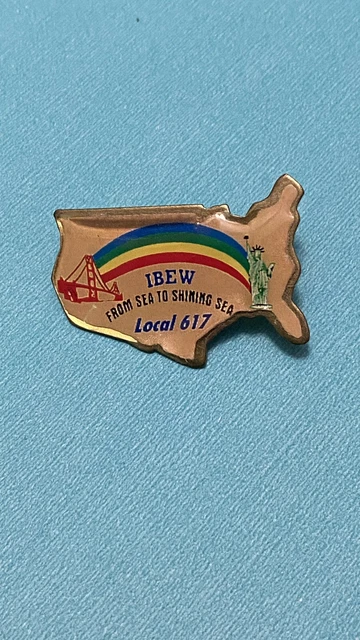 IBEW
FROM SEA TO SHINING SEA
Local 617